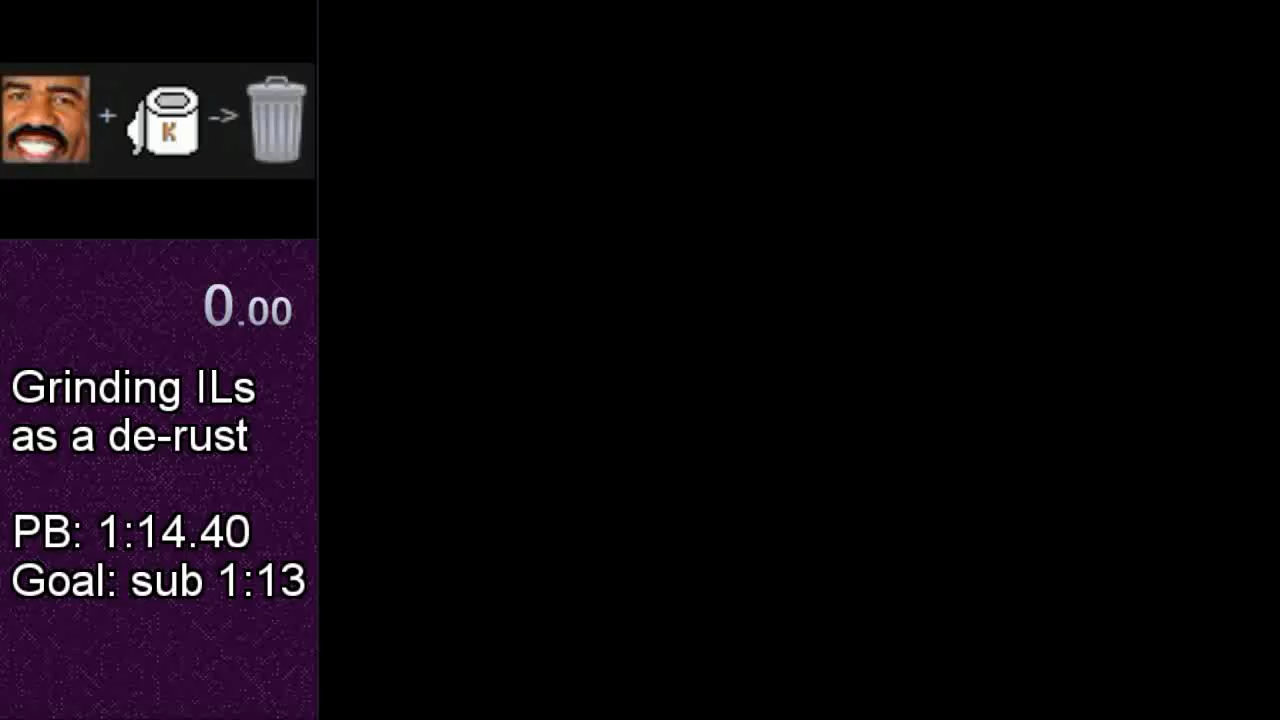 + K ->
0.00
Grinding ILs
as a de-rust
PB: 1:14.40
Goal: sub 1:13